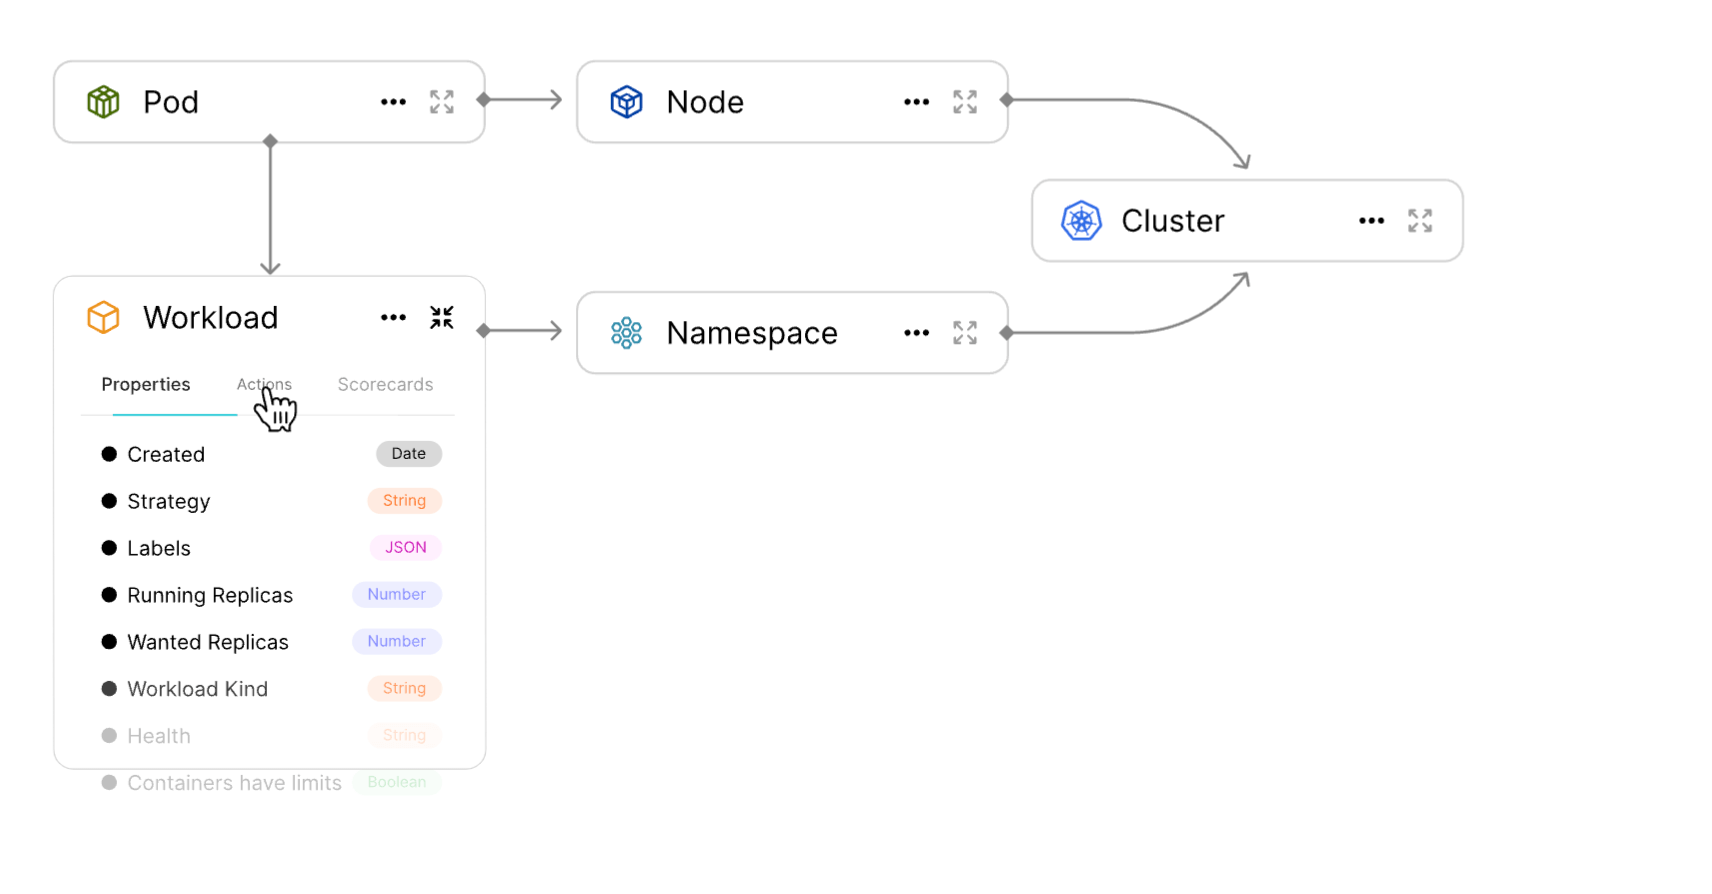 Pod
Node
Cluster
Workload
Namespace
Properties Actions Scorecards
Created Date
Strategy String
Labels JSON
Running Replicas Number
Wanted Replicas Number
Workload Kind String
Health String
Containers have limits Boolean